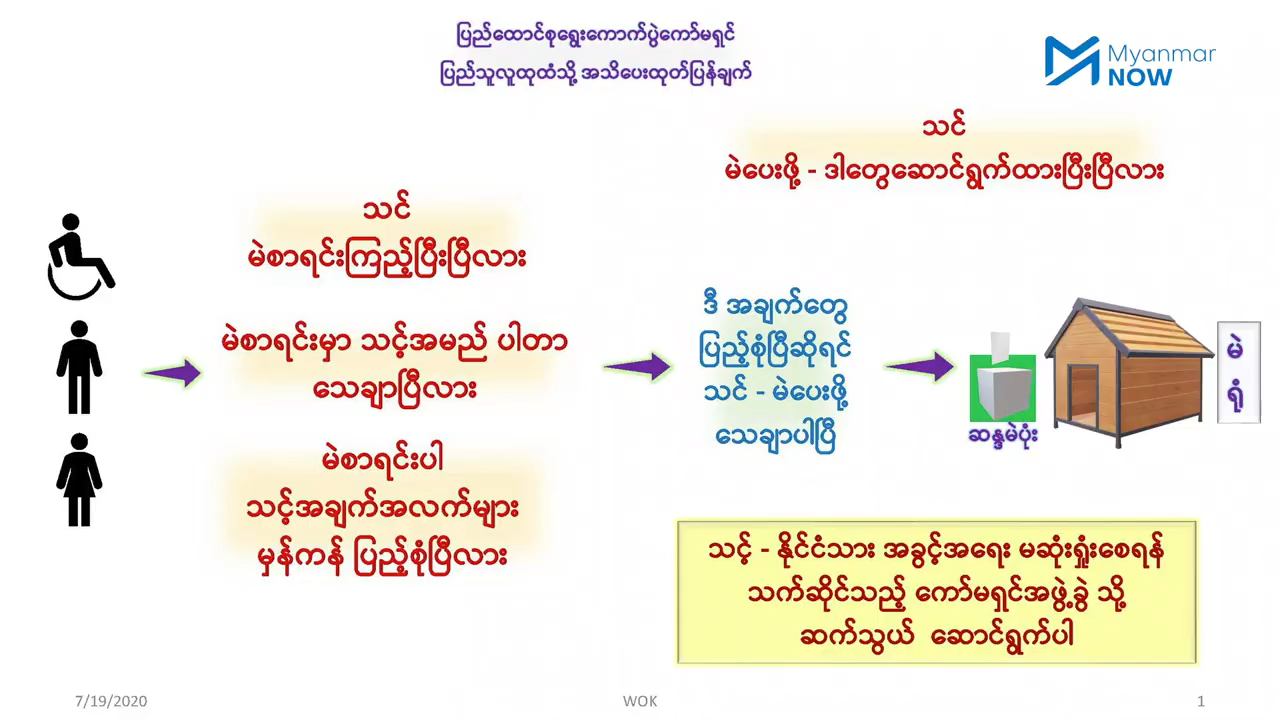 ပြည်ထောင်စုရွေးကောက်ပွဲကော်မရှင်
ပြည်သူလူထုထံသို့ အသိပေးထုတ်ပြန်ချက်
Myanmar
NOW
သင်
မဲပေးဖို့ - ဒါတွေဆောင်ရွက်ထားပြီးပြီလား
သင်
မဲစာရင်းကြည့်ပြီးပြီလား
မဲစာရင်းမှာ သင့်အမည် ပါတာ
သေချာပြီလား
မဲစာရင်းပါ
သင့်အချက်အလက်များ
မှန်ကန် ပြည့်စုံပြီလား
ဒီ အချက်တွေ
ပြည့်စုံပြီဆိုရင်
သင် - မဲပေးဖို့
သေချာပါပြီ
ဆန္ဒမဲပုံး
မဲ
ရုံ
သင့် - နိုင်ငံသား အခွင့်အရေး မဆုံးရှုံးစေရန်
သက်ဆိုင်သည့် ကော်မရှင်အဖွဲ့ခွဲ သို့
ဆက်သွယ် ဆောင်ရွက်ပါ
7/19/2020
WOK
1